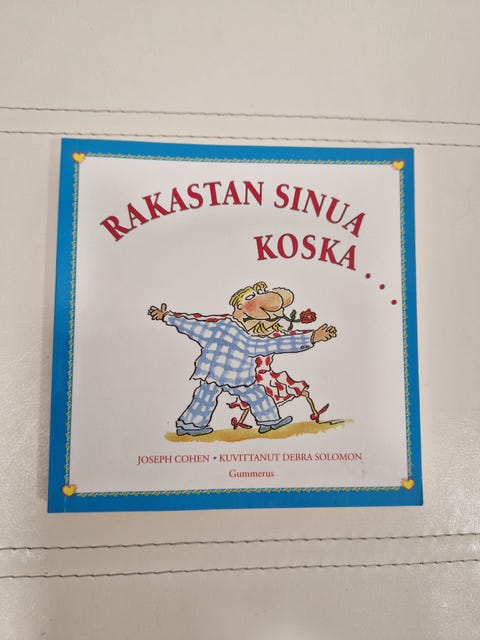 RAKASTAN SINUA
KOSKA...
JOSEPH COHEN • KUVITTANUT DEBRA SOLOMON
Gummerus